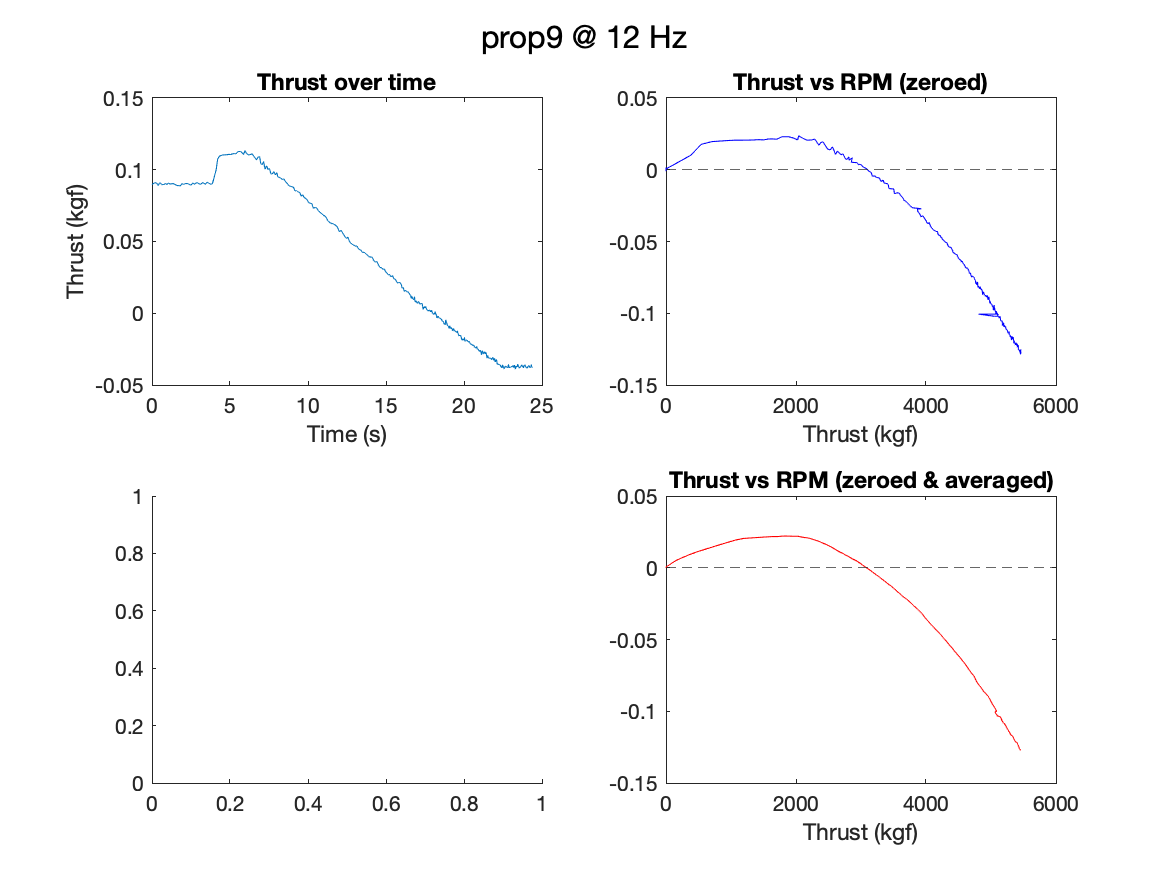 prop9 @ 12 Hz
Thrust over time
0.15
0.1
0.05
0
-0.05
Thrust (kgf)
0 5 10 15 20 25
Time (s)
Thrust vs RPM (zeroed)
0.05
0
-0.05
-0.1
-0.15
0 2000 4000 6000
Thrust (kgf)
1
0.8
0.6
0.4
0.2
0
0 0.2 0.4 0.6 0.8 1
Thrust vs RPM (zeroed & averaged)
0.05
0
-0.05
-0.1
-0.15
0 2000 4000 6000
Thrust (kgf)